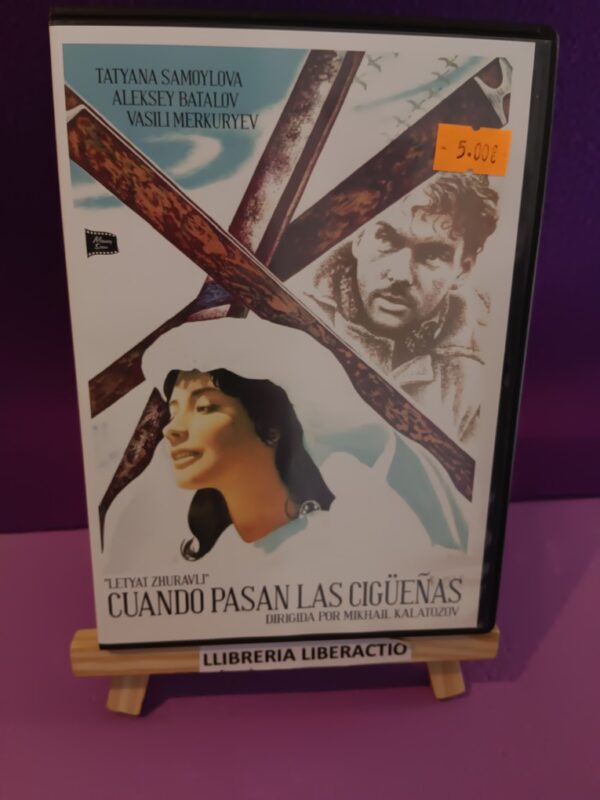 TATYANA SAMOYLOVA
ALEKSEY BATALOV
VASILI MERKURYEV
- 5.00€
"LETYAT ZHURAVLI"
CUANDO PASAN LAS CIGÜEÑAS
DIRIGIDA POR MIKHAIL KALATOZOV
LLIBRERIA LIBERACTIO